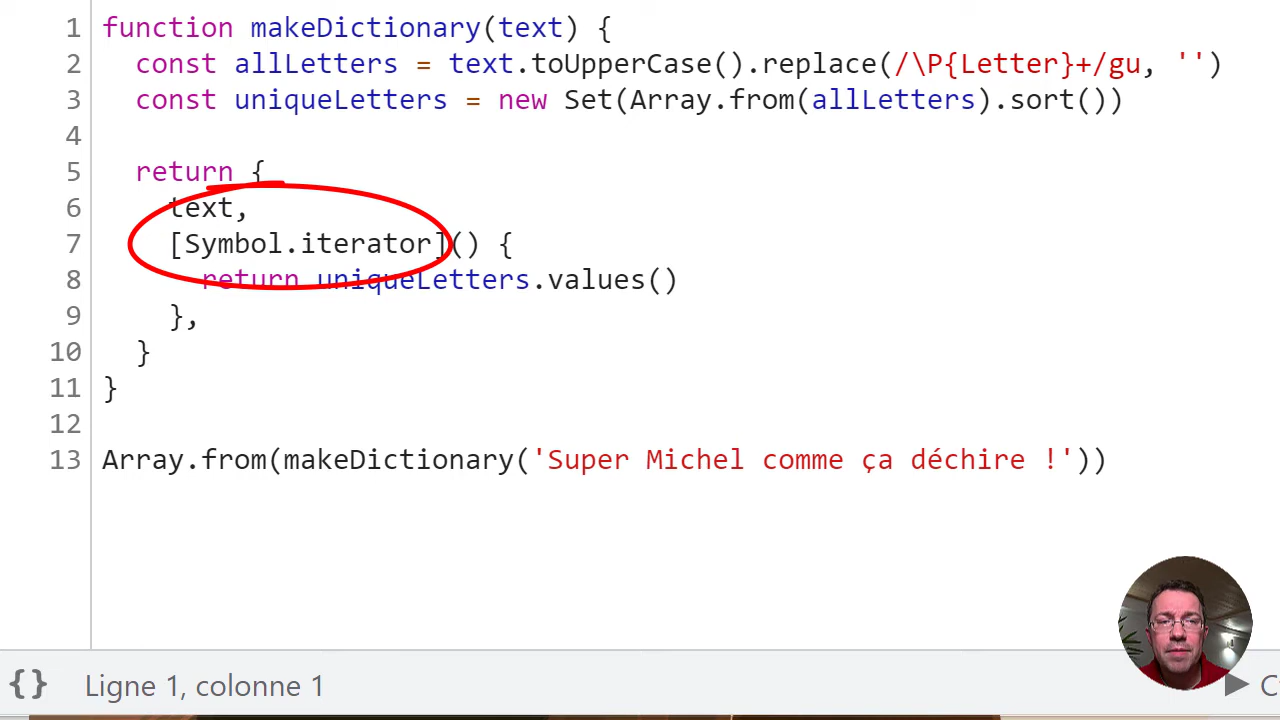 1 function makeDictionary(text) {
2   const allLetters = text.toUpperCase().replace(/\P{Letter}+/gu, '')
3   const uniqueLetters = new Set(Array.from(allLetters).sort())
4
5   return {
6     text,
7     [Symbol.iterator]() {
8       return uniqueLetters.values()
9     },
10   }
11 }
12
13 Array.from(makeDictionary('Super Michel comme ça déchire !'))
{} Ligne 1, colonne 1